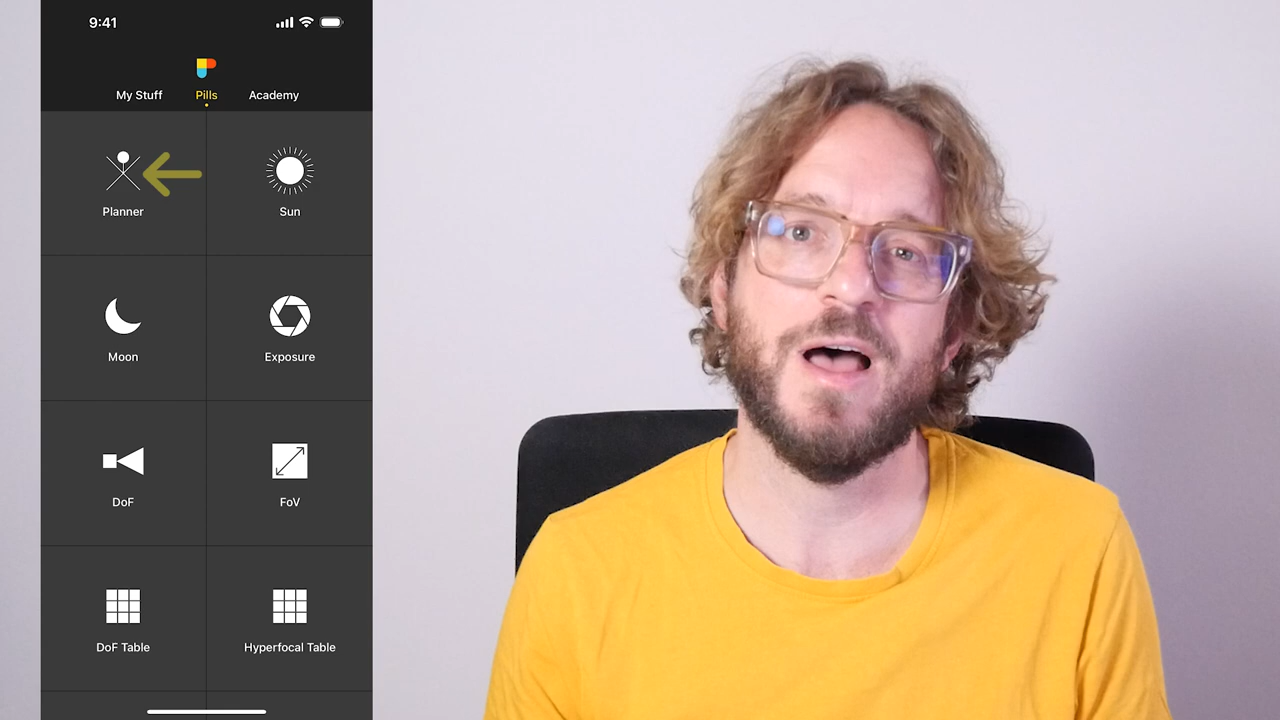 9:41
My Stuff Pills Academy
Planner Sun
Moon Exposure
DoF FoV
DoF Table Hyperfocal Table